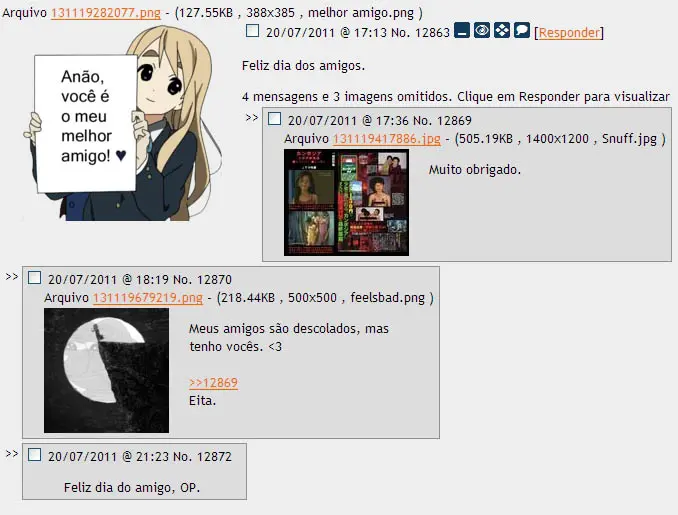 Arquivo 131119282077.png - (127.55KB , 388x385 , melhor amigo.png )
Anão,
você é
o meu
melhor
amigo! ♥
20/07/2011 @ 17:13 No. 12863 [Responder]
Feliz dia dos amigos.
4 mensagens e 3 imagens omitidos. Clique em Responder para visualizar
>> 20/07/2011 @ 17:36 No. 12869
Arquivo 131119417886.jpg - (505.19KB , 1400x1200 , Snuff.jpg )
Muito obrigado.
>> 20/07/2011 @ 18:19 No. 12870
Arquivo 131119679219.png - (218.44KB , 500x500 , feelsbad.png )
Meus amigos são descolados, mas
tenho vocês. <3
>>12869
Eita.
>> 20/07/2011 @ 21:23 No. 12872
Feliz dia do amigo, OP.